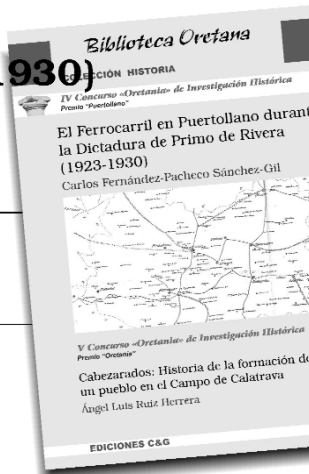 1930)
Biblioteca Oretana
COLECCIÓN HISTORIA
IV Concurso «Oretania» de Investigación Histórica
Premio "Puertollano"
El Ferrocarril en Puertollano durant
la Dictadura de Primo de Rivera
(1923-1930)
Carlos Fernández-Pacheco Sánchez-Gil
V Concurso «Oretania» de Investigación Histórica
Premio "Oretania"
Cabezarados: Historia de la formación de
un pueblo en el Campo de Calatrava
Ángel Luis Ruiz Herrera
EDICIONES C&G